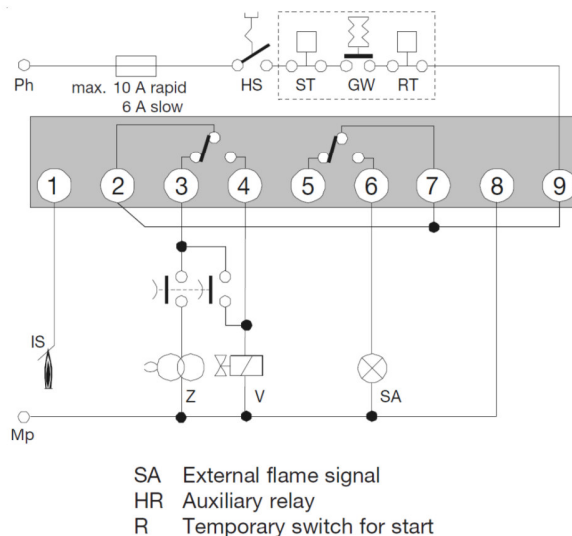 Ph
max. 10 A rapid
6 A slow
HS
ST
GW
RT
1 2 3 4 5 6 7 8 9
IS
Z
V
SA
Mp
SA External flame signal
HR Auxiliary relay
R Temporary switch for start